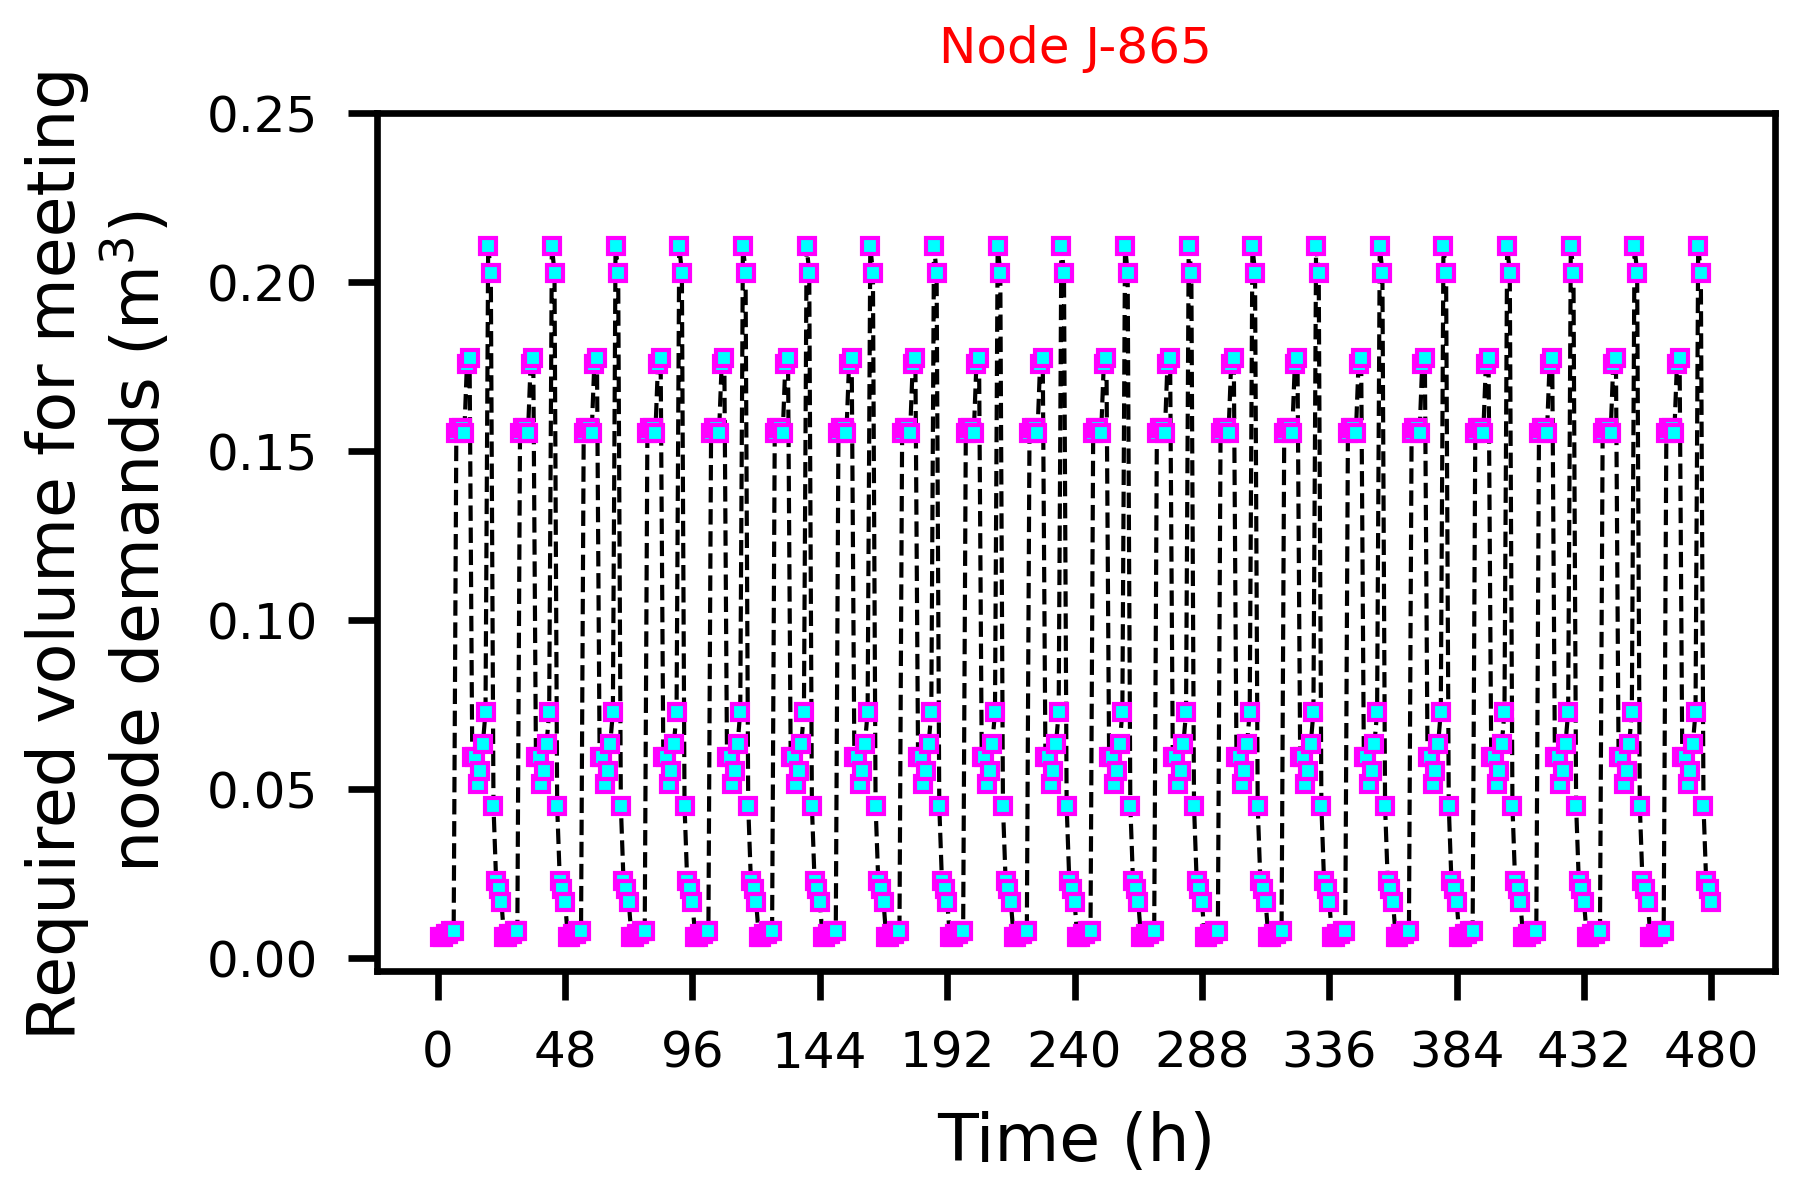 Node J-865
Required volume for meeting
node demands (m³)
0.25
0.20
0.15
0.10
0.05
0.00
0 48 96 144 192 240 288 336 384 432 480
Time (h)